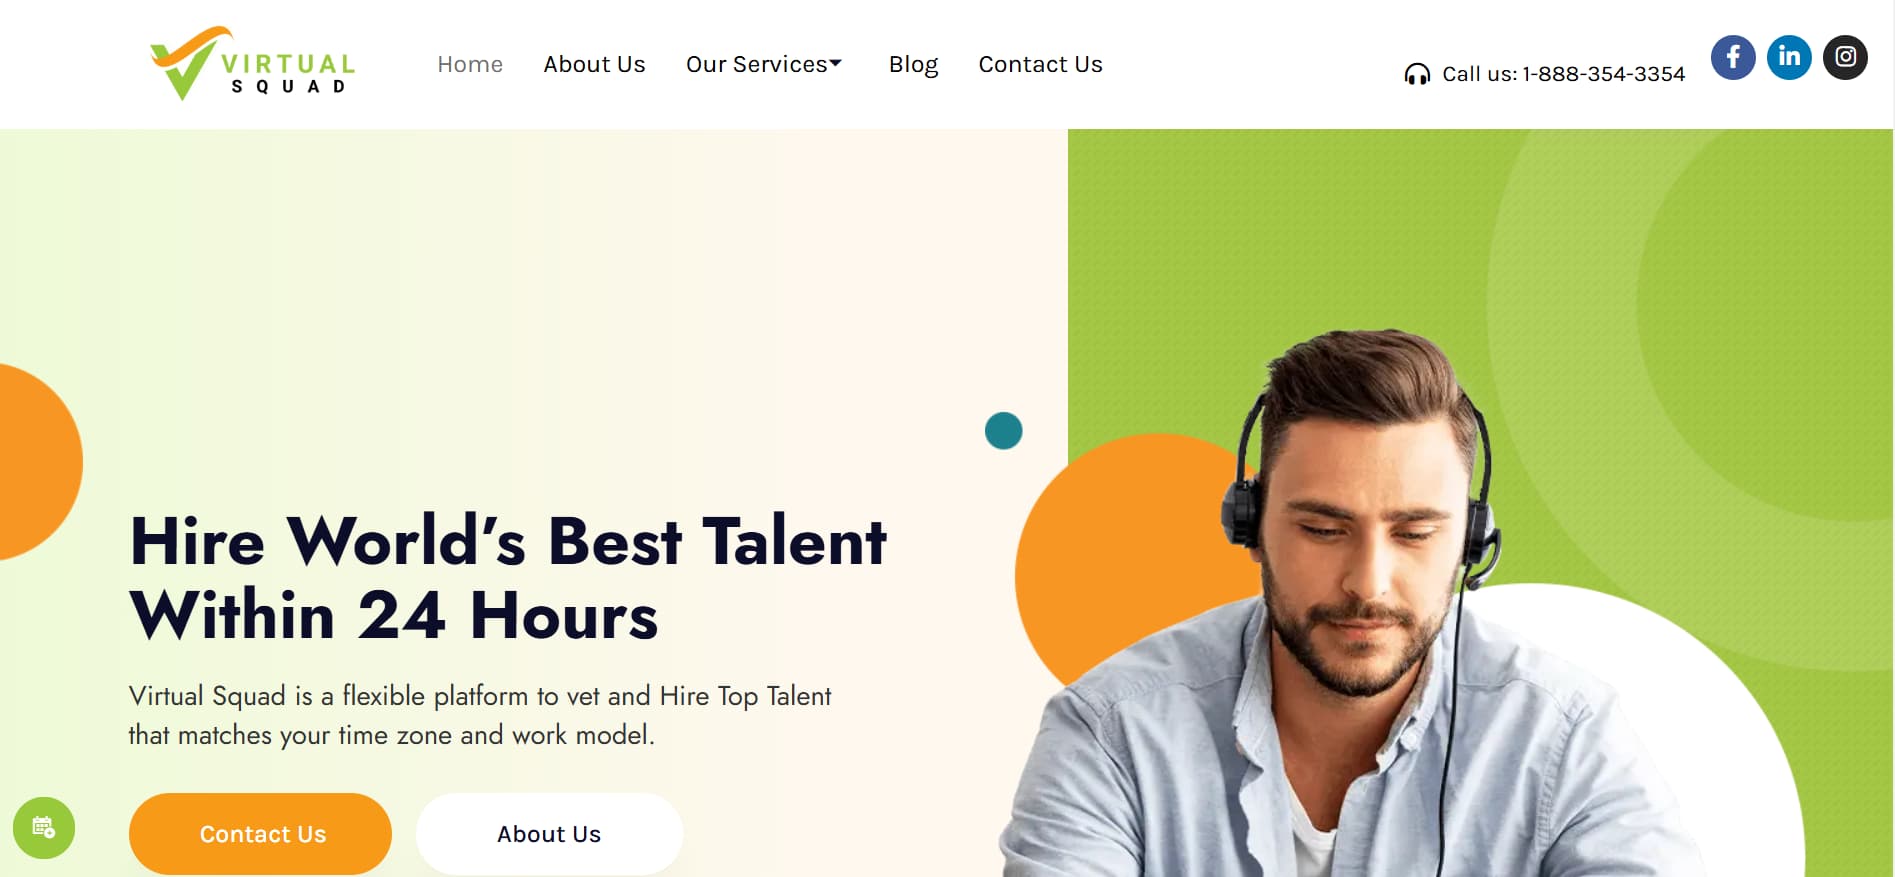 VIRTUAL
SQUAD
Home
About Us
Our Services
Blog
Contact Us
Call us: 1-888-354-3354
Hire World's Best Talent
Within 24 Hours
Virtual Squad is a flexible platform to vet and Hire Top Talent
that matches your time zone and work model.
Contact Us
About Us